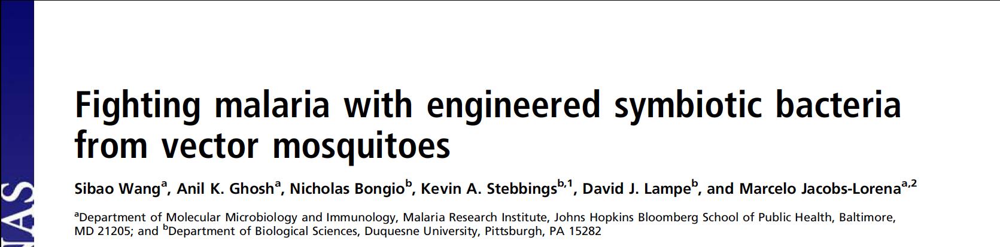 Fighting malaria with engineered symbiotic bacteria
from vector mosquitoes
Sibao Wangᵃ, Anil K. Ghoshᵃ, Nicholas Bongioᵇ, Kevin A. Stebbingsᵇ,¹, David J. Lampeᵇ, and Marcelo Jacobs-Lorenaᵃ,²
ᵃDepartment of Molecular Microbiology and Immunology, Malaria Research Institute, Johns Hopkins Bloomberg School of Public Health, Baltimore,
MD 21205; and ᵇDepartment of Biological Sciences, Duquesne University, Pittsburgh, PA 15282
AS